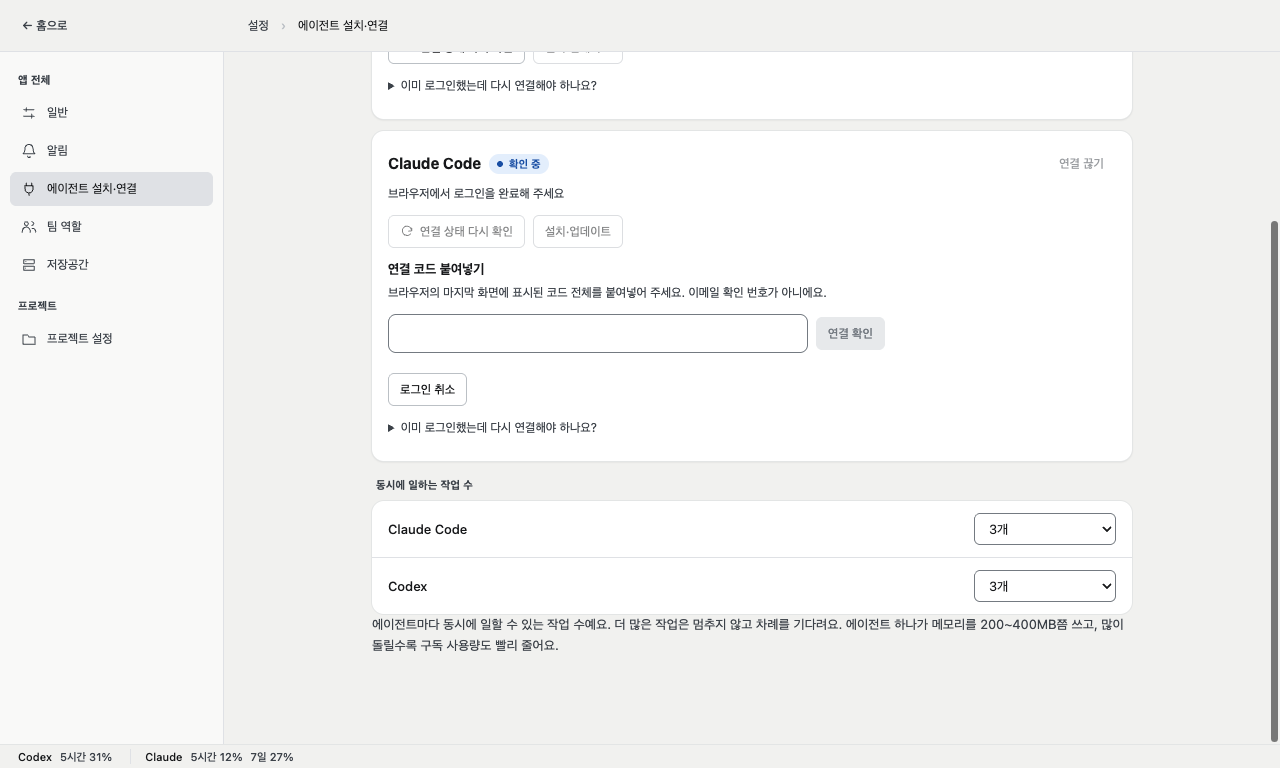 ← 홈으로
설정 › 에이전트 설치·연결
앱 전체
일반
알림
에이전트 설치·연결
팀 역할
저장공간
프로젝트
프로젝트 설정
▶ 이미 로그인했는데 다시 연결해야 하나요?
Claude Code 확인 중 연결 끊기
브라우저에서 로그인을 완료해 주세요
연결 상태 다시 확인 설치·업데이트
연결 코드 붙여넣기
브라우저의 마지막 화면에 표시된 코드 전체를 붙여넣어 주세요. 이메일 확인 번호가 아니에요.
연결 확인
로그인 취소
▶ 이미 로그인했는데 다시 연결해야 하나요?
동시에 일하는 작업 수
Claude Code 3개
Codex 3개
에이전트마다 동시에 일할 수 있는 작업 수예요. 더 많은 작업은 멈추지 않고 차례를 기다려요. 에이전트 하나가 메모리를 200~400MB쯤 쓰고, 많이
돌릴수록 구독 사용량도 빨리 줄어요.
Codex 5시간 31% Claude 5시간 12% 7일 27%